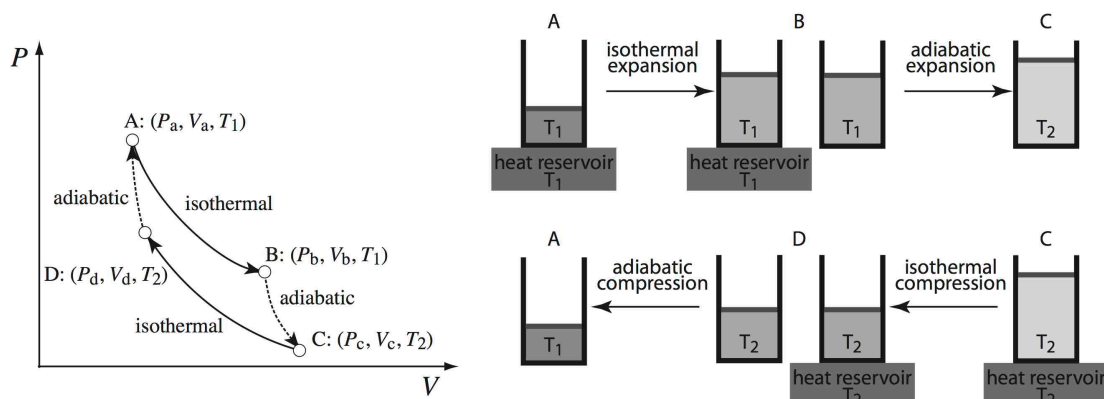 P
A: (Pa, Va, T1)
adiabatic
isothermal
B: (Pb, Vb, T1)
D: (Pd, Vd, T2)
adiabatic
isothermal
C: (Pc, Vc, T2)
V
A
B
C
isothermal
expansion
adiabatic
expansion
T1
T1
T1
T2
heat reservoir
T1
heat reservoir
T1
A
D
C
adiabatic
compression
isothermal
compression
T1
T2
T2
T2
heat reservoir
T2
heat reservoir
T2